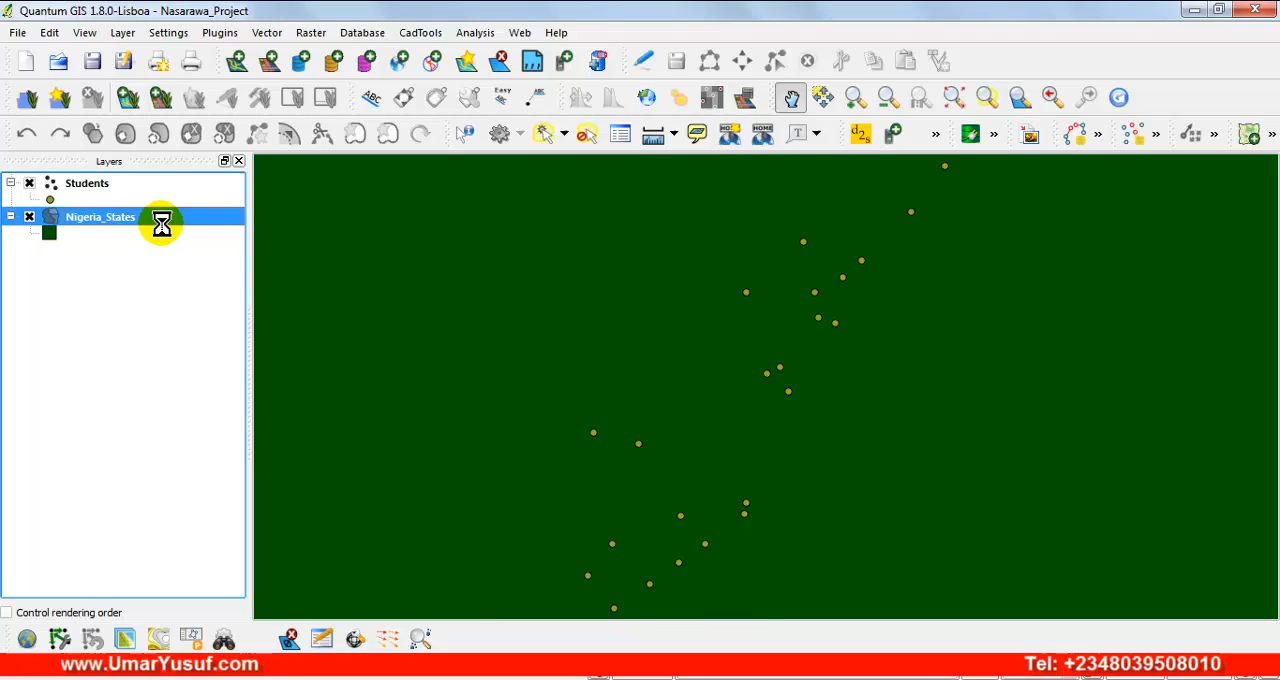 Quantum GIS 1.8.0-Lisboa - Nasarawa_Project
File Edit View Layer Settings Plugins Vector Raster Database CadTools Analysis Web Help
Layers
Students
Nigeria_States
Control rendering order
www.UmarYusuf.com
Tel: +2348039508010